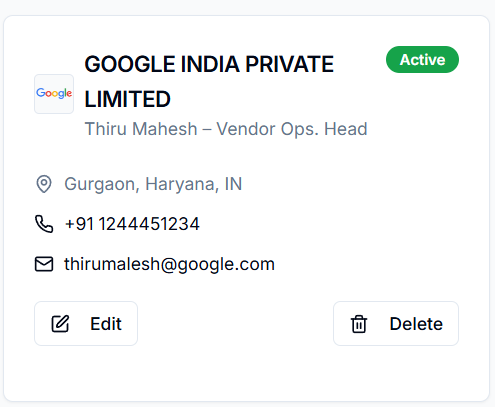 GOOGLE INDIA PRIVATE
LIMITED
Active
Google
Thiru Mahesh – Vendor Ops. Head
Gurgaon, Haryana, IN
+91 1244451234
thirumalesh@google.com
Edit
Delete